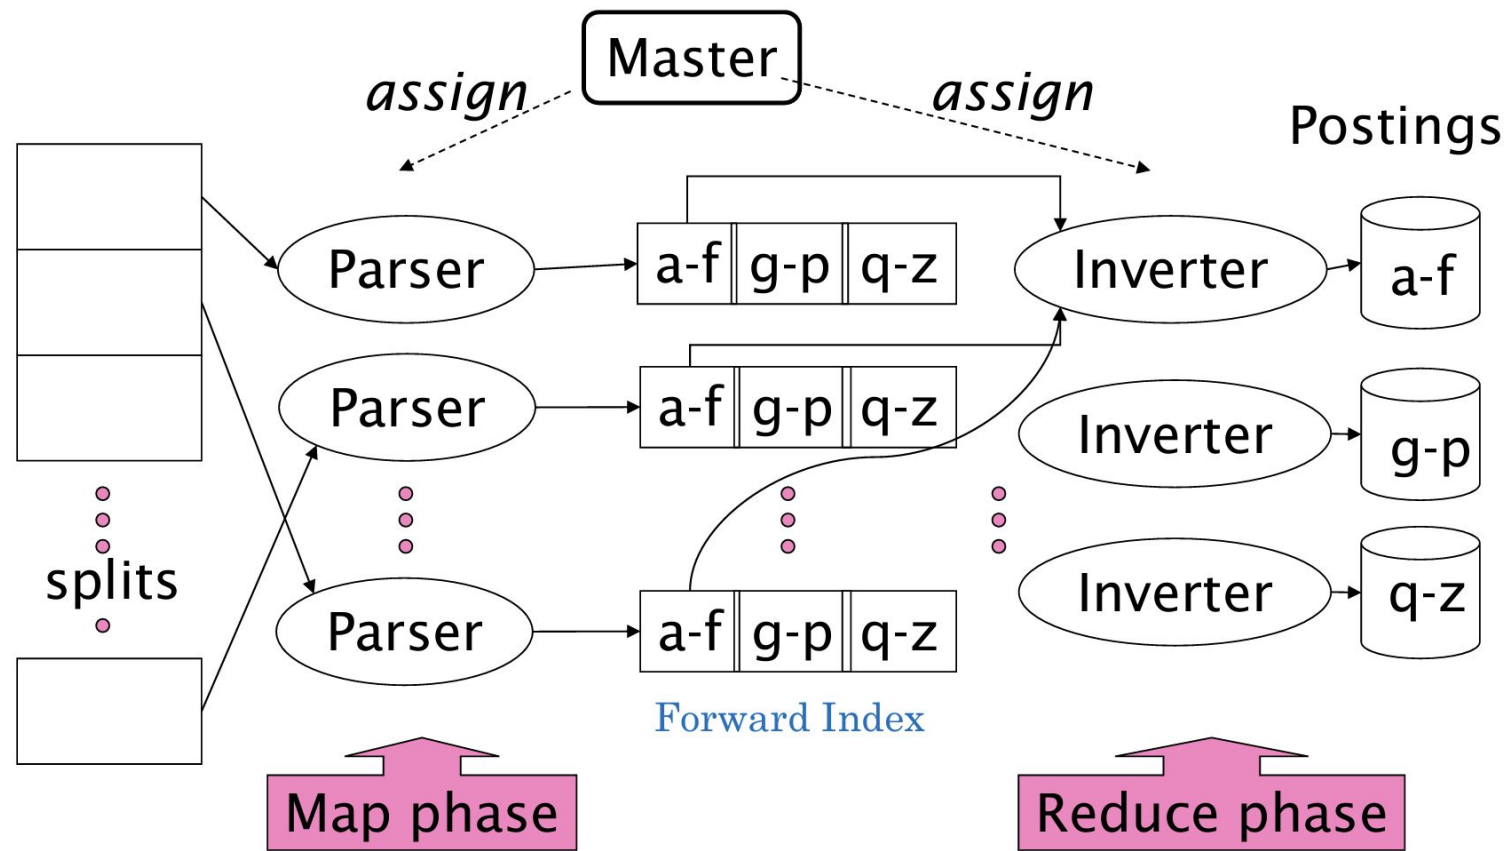 Master
assign
assign
Postings
Parser
a-f g-p q-z
Inverter
a-f
Parser
a-f g-p q-z
Inverter
g-p
splits
Parser
a-f g-p q-z
Inverter
q-z
Forward Index
Map phase
Reduce phase